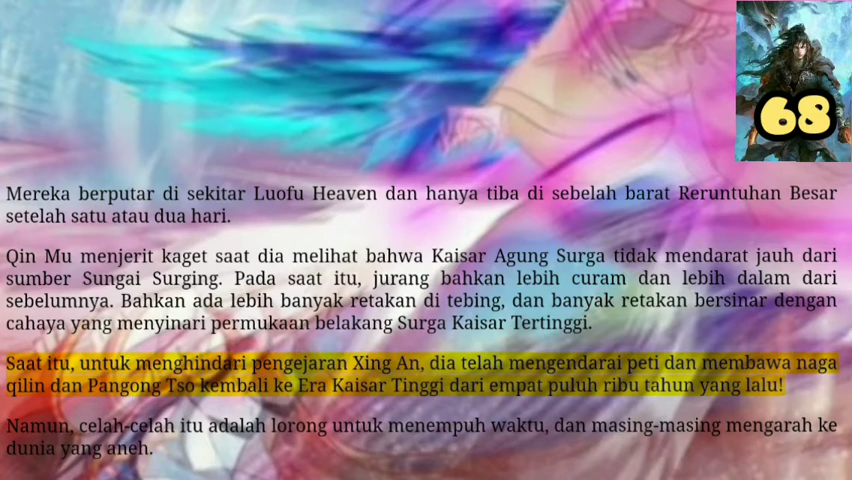 68
Mereka berputar di sekitar Luofu Heaven dan hanya tiba di sebelah barat Reruntuhan Besar
setelah satu atau dua hari.
Qin Mu menjerit kaget saat dia melihat bahwa Kaisar Agung Surga tidak mendarat jauh dari
sumber Sungai Surging. Pada saat itu, jurang bahkan lebih curam dan lebih dalam dari
sebelumnya. Bahkan ada lebih banyak retakan di tebing, dan banyak retakan bersinar dengan
cahaya yang menyinari permukaan belakang Surga Kaisar Tertinggi.
Saat itu, untuk menghindari pengejaran Xing An, dia telah mengendarai peti dan membawa naga
qilin dan Pangong Tso kembali ke Era Kaisar Tinggi dari empat puluh ribu tahun yang lalu!
Namun, celah-celah itu adalah lorong untuk menempuh waktu, dan masing-masing mengarah ke
dunia yang aneh.